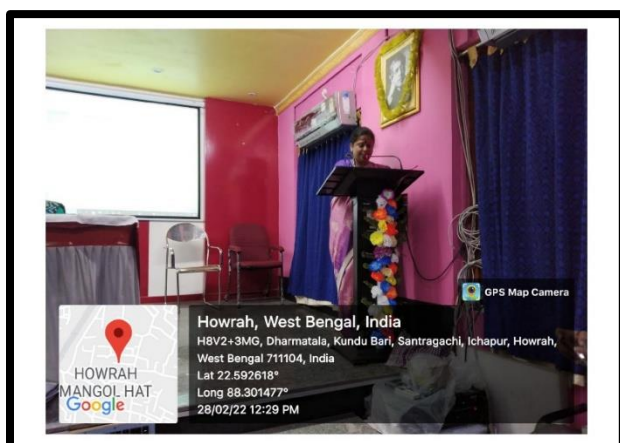 GPS Map Camera
Howrah, West Bengal, India
H8V2+3MG, Dharmatala, Kundu Bari, Santragachi, Ichapur, Howrah,
West Bengal 711104, India
Lat 22.592618°
Long 88.301477°
28/02/22 12:29 PM
HOWRAH
MANGOL HAT
Google